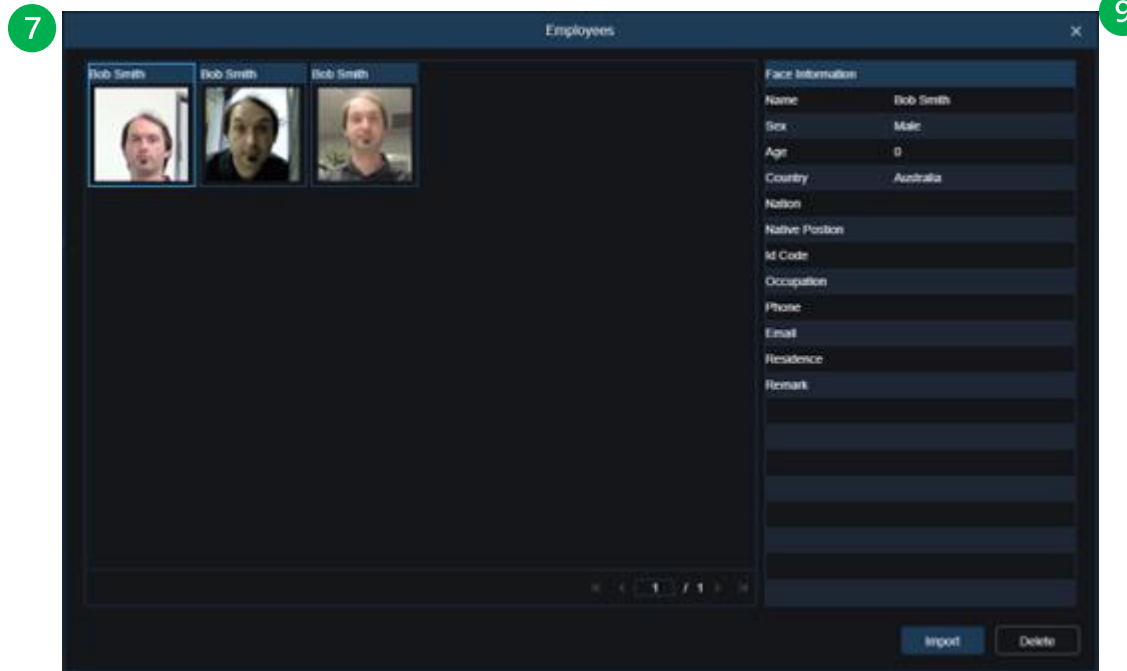 7
9
Employees
×
Bob Smith Bob Smith Bob Smith
Face Information
Name Bob Smith
Sex Male
Age 0
Country Australia
Nation
Native Postion
Id Code
Occupation
Phone
Email
Residence
Remark
1 / 1
Import Delete